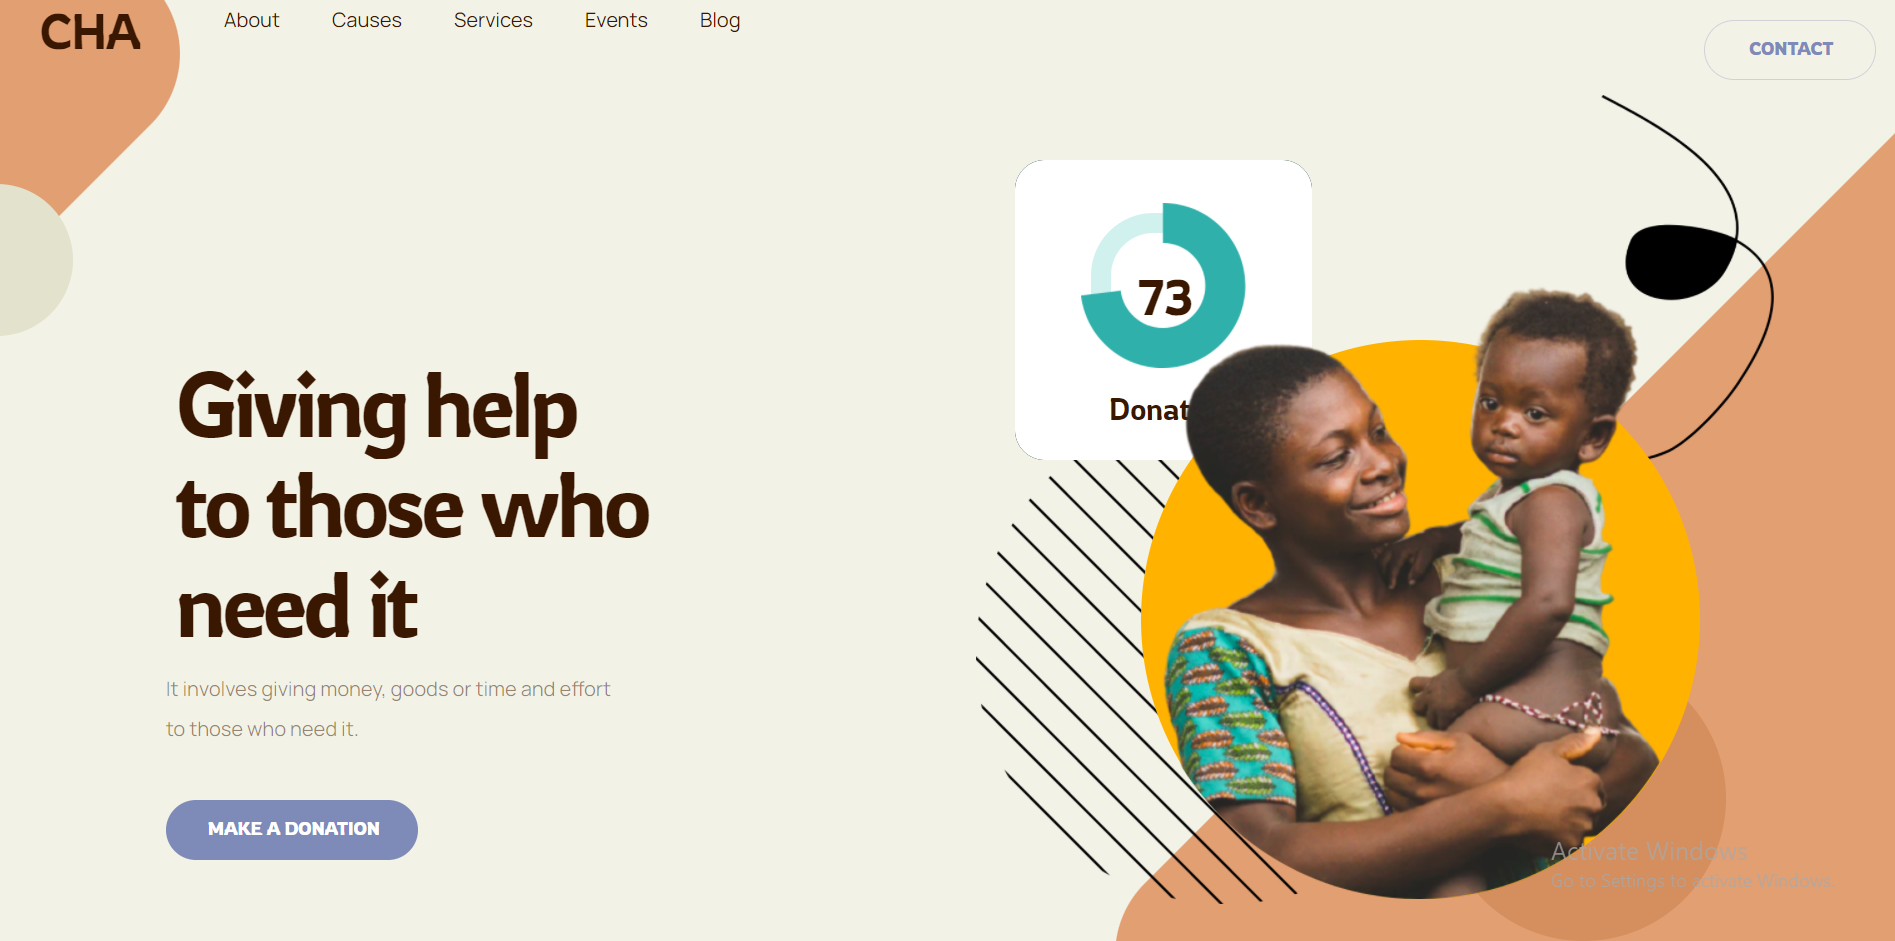 CHA
About Causes Services Events Blog
CONTACT
73
Donat
Giving help
to those who
need it
It involves giving money, goods or time and effort
to those who need it.
MAKE A DONATION
Activate Windows
Go to Settings to activate Windows.